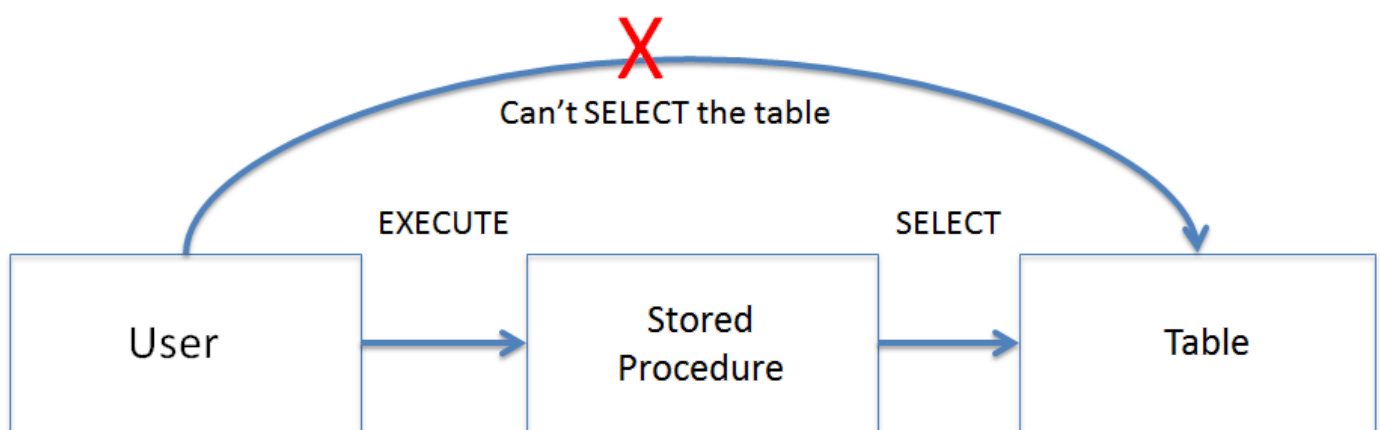 X
Can't SELECT the table
EXECUTE
SELECT
User
Stored
Procedure
Table